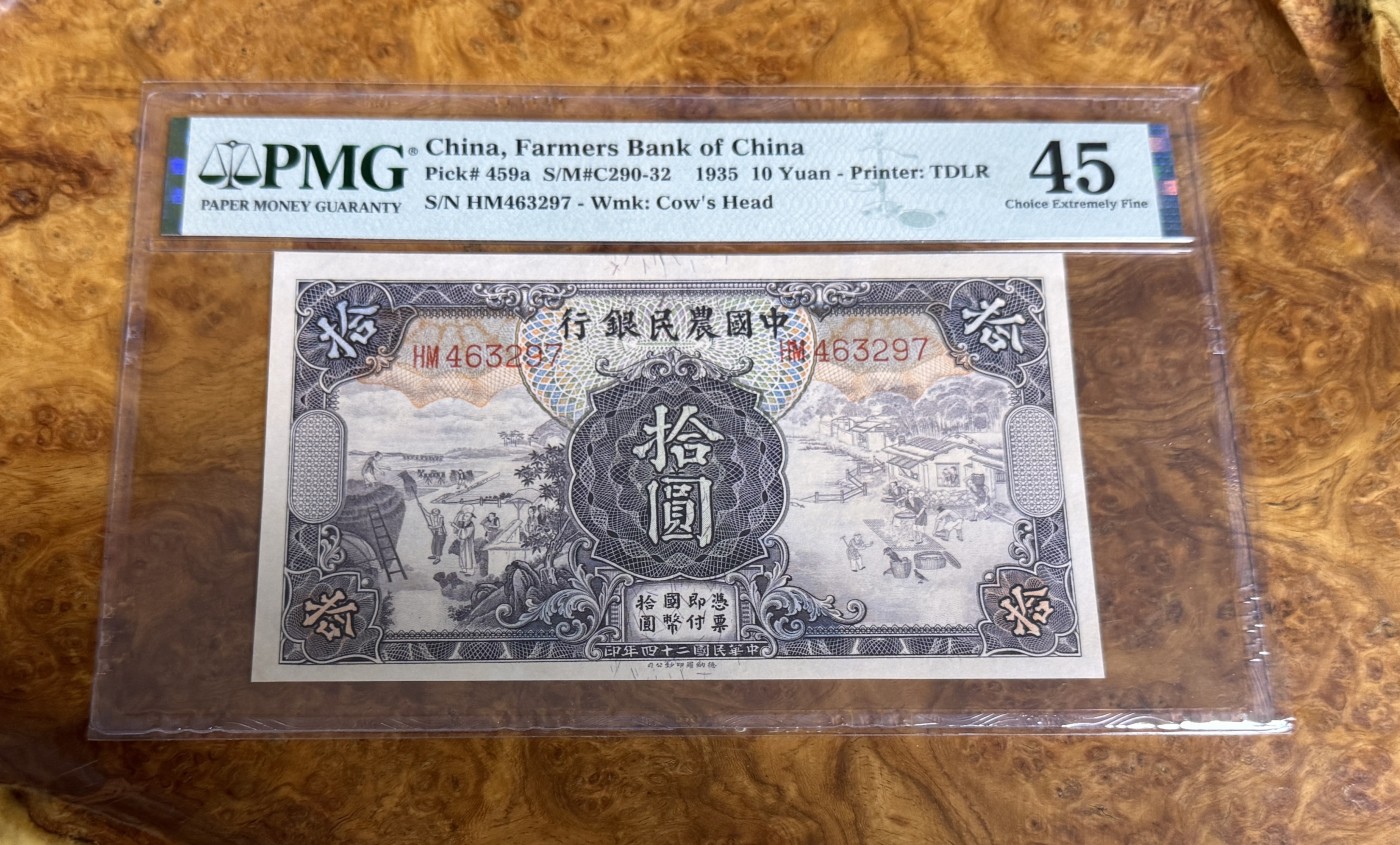 PMG®
PAPER MONEY GUARANTY
China, Farmers Bank of China
Pick# 459a S/M#C290-32 1935 10 Yuan - Printer: TDLR
S/N HM463297 - Wmk: Cow's Head
45
Choice Extremely Fine
拾
拾
行銀民農國中
HM463297
HM463297
拾圓
憑票即付國幣拾圓
拾
拾
印年四十二國民華中